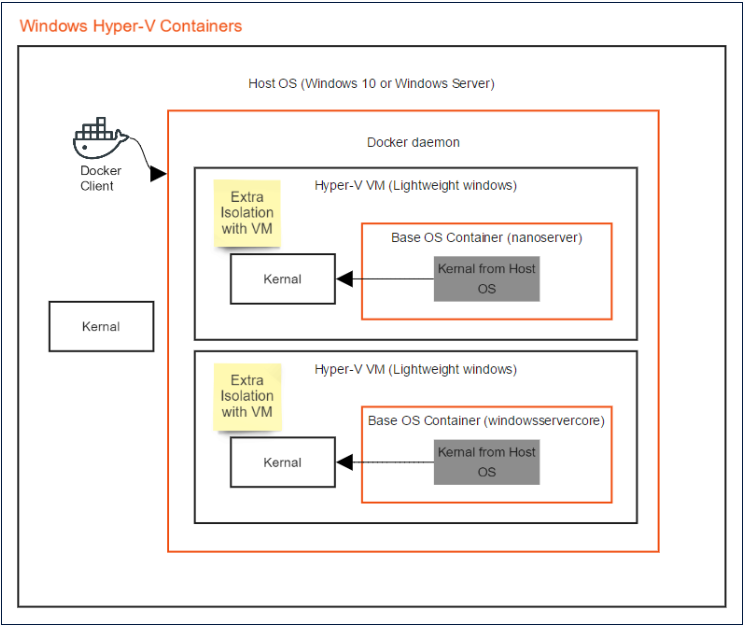 Windows Hyper-V Containers
Host OS (Windows 10 or Windows Server)
Docker
Client
Docker daemon
Hyper-V VM (Lightweight windows)
Extra
Isolation
with VM
Base OS Container (nanoserver)
Kernal
Kernal from Host
OS
Kernal
Hyper-V VM (Lightweight windows)
Extra
Isolation
with VM
Base OS Container (windowsservercore)
Kernal
Kernal from Host
OS